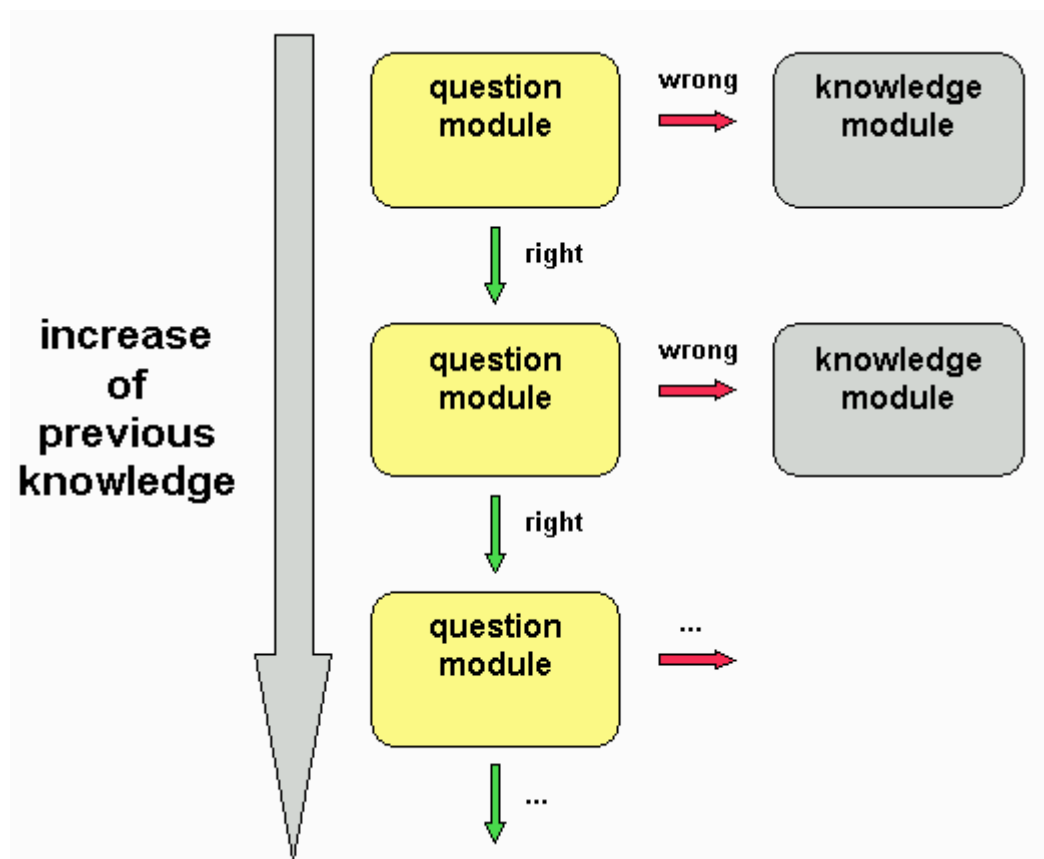 question
module
wrong
knowledge
module
right
increase
of
previous
knowledge
question
module
wrong
knowledge
module
right
question
module
...
...